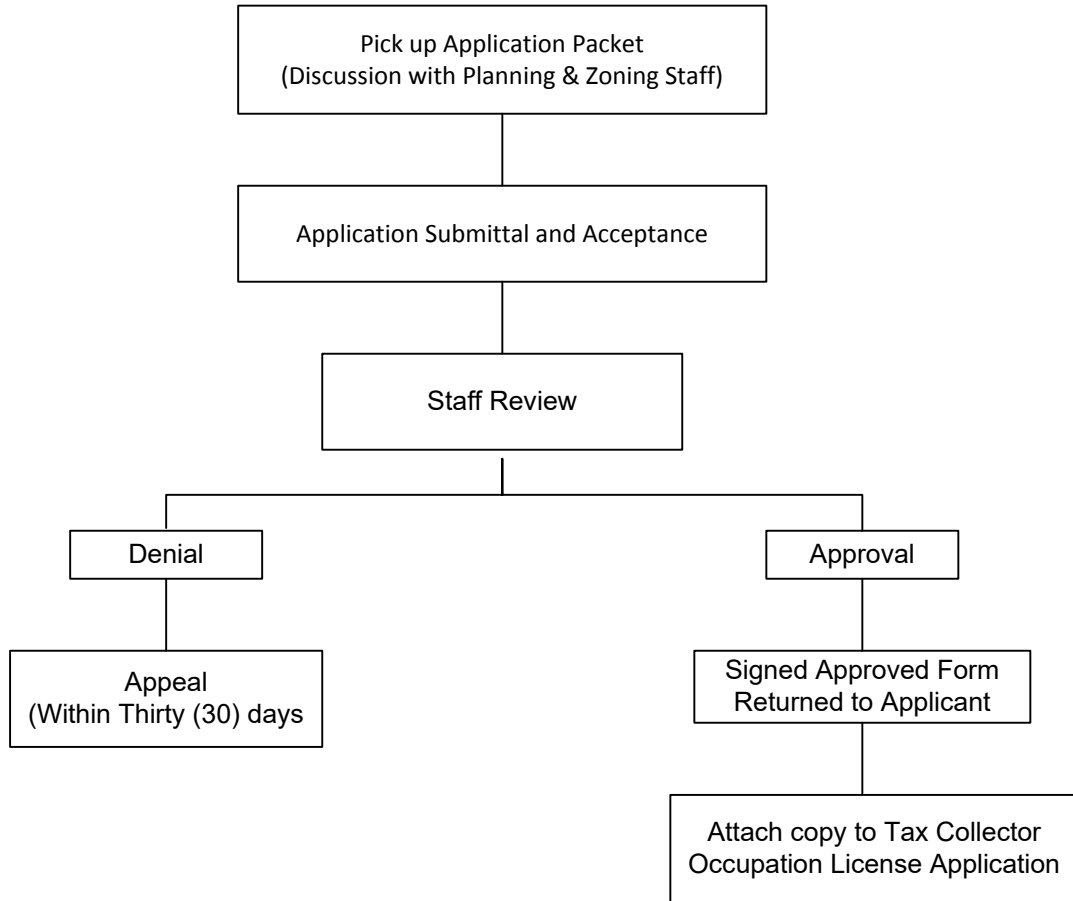 Pick up Application Packet
(Discussion with Planning & Zoning Staff)
Application Submittal and Acceptance
Staff Review
Denial
Approval
Appeal
(Within Thirty (30) days
Signed Approved Form
Returned to Applicant
Attach copy to Tax Collector
Occupation License Application